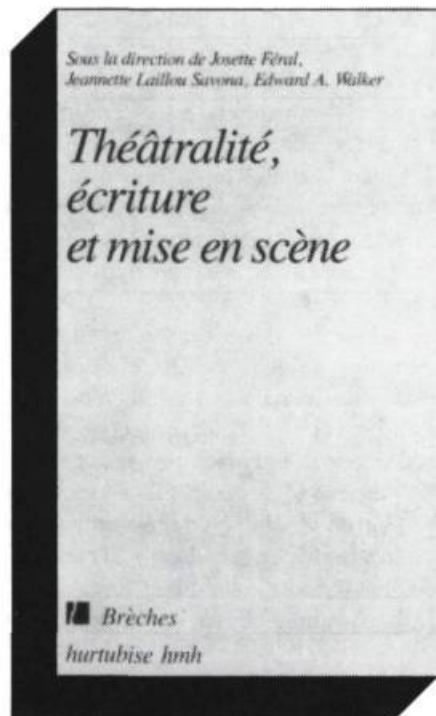 Sous la direction de Josette Féral,
Jeannette Laillou Savona, Edward A. Walker
Théâtralité,
écriture
et mise en scène
Brèches
hurtubise hmh